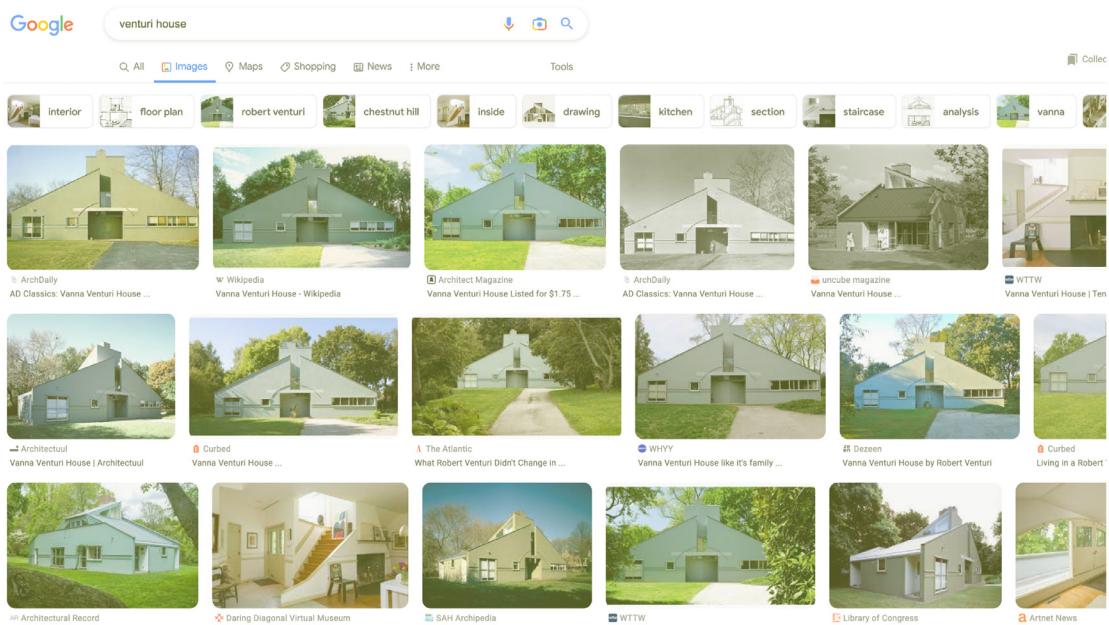 Google
venturi house
All
Images
Maps
Shopping
News
More
Tools
Collec
interior
floor plan
robert venturi
chestnut hill
inside
drawing
kitchen
section
staircase
analysis
vanna
ArchDaily
AD Classics: Vanna Venturi House ...
W Wikipedia
Vanna Venturi House - Wikipedia
Architect Magazine
Vanna Venturi House Listed for $1.75 ...
ArchDaily
AD Classics: Vanna Venturi House ...
uncube magazine
Vanna Venturi House ...
WTTW
Vanna Venturi House | Ten
Architectuul
Vanna Venturi House | Architectuul
Curbed
Vanna Venturi House ...
The Atlantic
What Robert Venturi Didn't Change in ...
WHYY
Vanna Venturi House like it's family ...
Dezeen
Vanna Venturi House by Robert Venturi
Curbed
Living in a Robert
AR Architectural Record
Daring Diagonal Virtual Museum
SAH Archipedia
WTTW
Library of Congress
a Artnet News